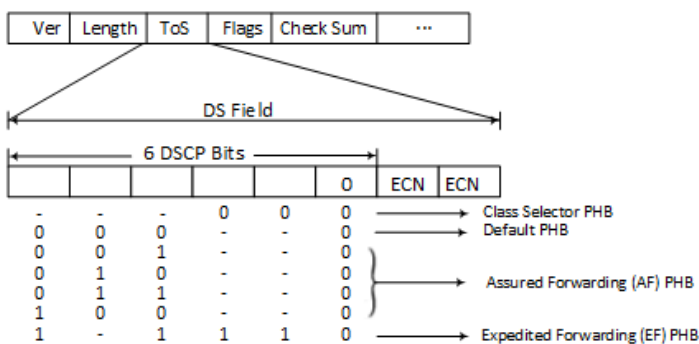 Ver Length ToS Flags Check Sum ...
DS Field
6 DSCP Bits
0 ECN ECN
- - - 0 0 0 Class Selector PHB
0 0 0 - - 0 Default PHB
0 0 1 - - 0
0 1 0 - - 0 Assured Forwarding (AF) PHB
0 1 1 - - 0
1 0 0 - - 0
1 - 1 1 1 0 Expedited Forwarding (EF) PHB